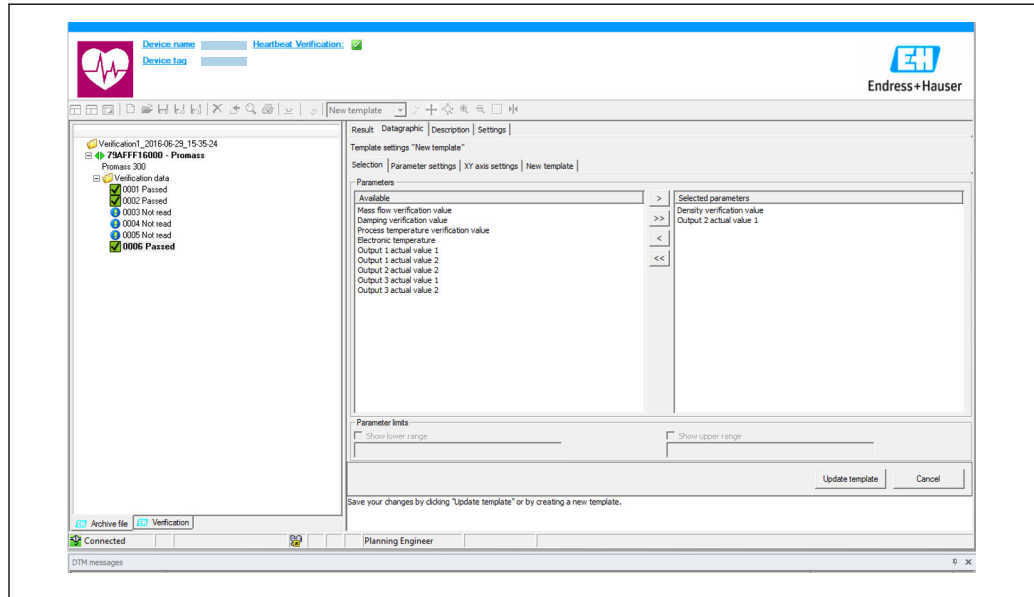 Device name
Heartbeat Verification:
Device tag
EH
Endress+Hauser
New template
Verification1_2016-06-29_15-35-24
79AFFF16000 - Promass
Promass 300
Verification data
0001 Passed
0002 Passed
0003 Not read
0004 Not read
0005 Not read
0006 Passed
Archive file
Verification
Result
Datagraphic
Description
Settings
Template settings "New template"
Selection
Parameter settings
XY axis settings
New template
Parameters
Available
Mass flow verification value
Damping verification value
Process temperature verification value
Electronic temperature
Output 1 actual value 1
Output 1 actual value 2
Output 2 actual value 2
Output 3 actual value 1
Output 3 actual value 2
>
>>
<
<<
Selected parameters
Density verification value
Output 2 actual value 1
Parameter limits
Show lower range
Show upper range
Update template
Cancel
Save your changes by clicking "Update template" or by creating a new template.
Connected
Planning Engineer
DTM messages